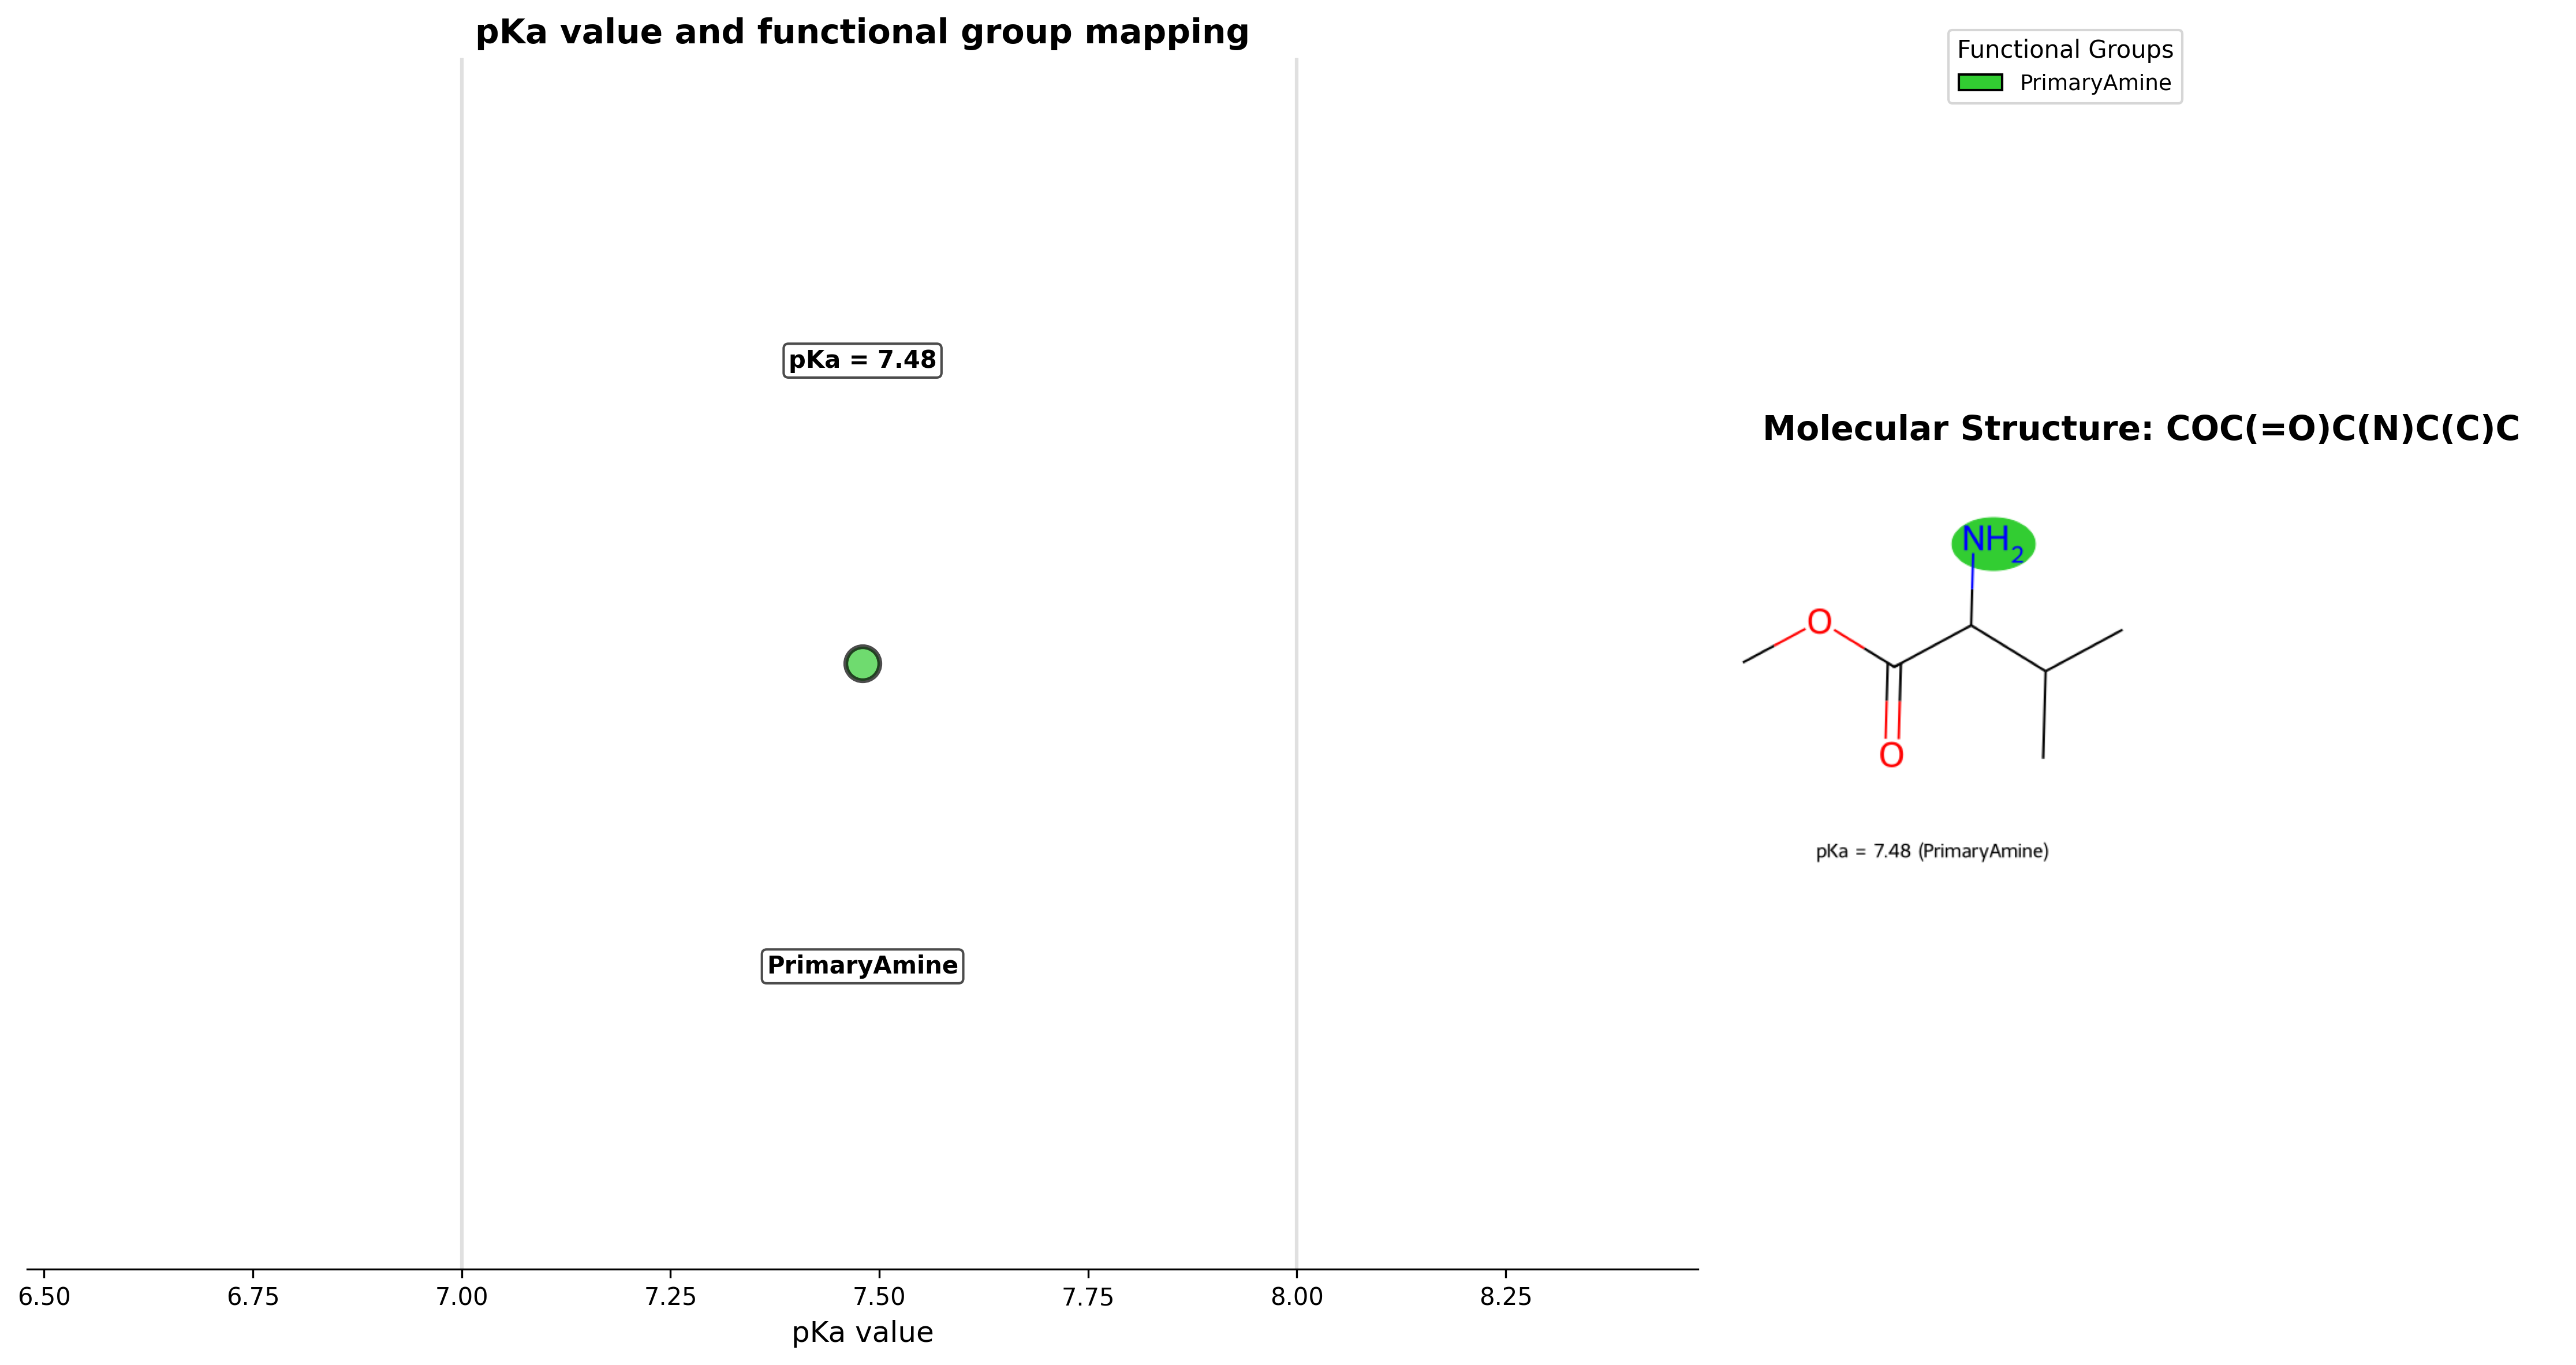 pKa value and functional group mapping
pKa = 7.48
PrimaryAmine
6.50 6.75 7.00 7.25 7.50 7.75 8.00 8.25
pKa value
Functional Groups
PrimaryAmine
Molecular Structure: COC(=O)C(N)C(C)C
NH2
O
O
pKa = 7.48 (PrimaryAmine)